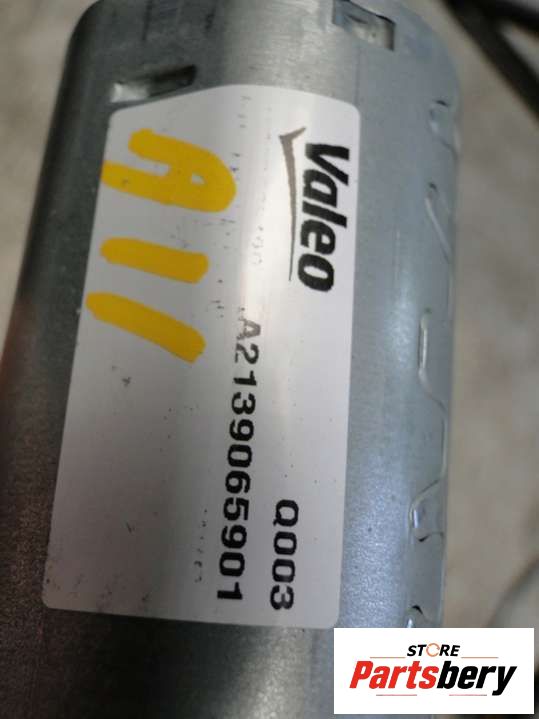 Valeo
A2139065901
Q003
A11
STORE
Partsbery